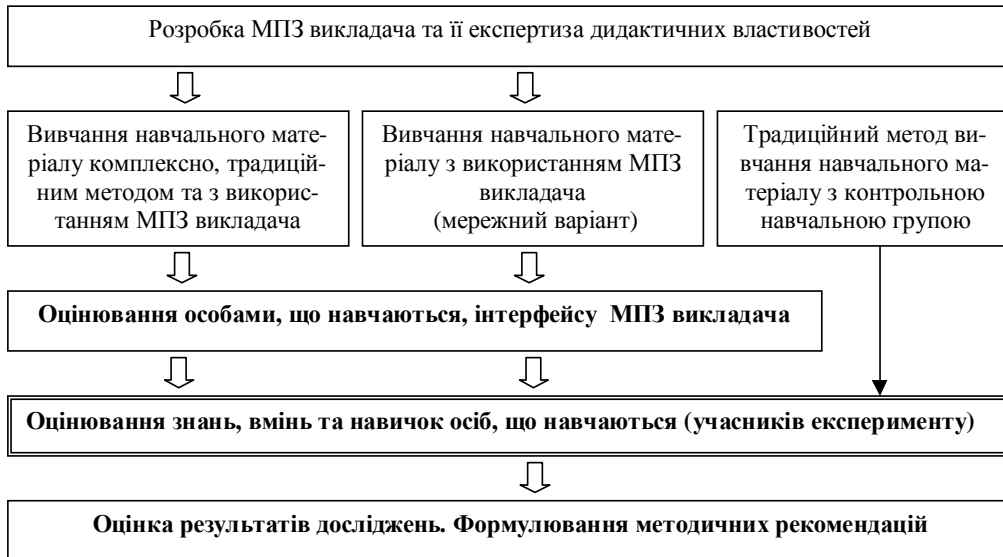 Розробка МПЗ викладача та її експертиза дидактичних властивостей
Вивчання навчального мате-
ріалу комплексно, традицій-
ним методом та з викорис-
танням МПЗ викладача
Вивчання навчального мате-
ріалу з використанням МПЗ
викладача
(мережний варіант)
Традиційний метод ви-
вчання навчального ма-
теріалу з контрольною
навчальною групою
Оцінювання особами, що навчаються, інтерфейсу МПЗ викладача
Оцінювання знань, вмінь та навичок осіб, що навчаються (учасників експерименту)
Оцінка результатів досліджень. Формулювання методичних рекомендацій